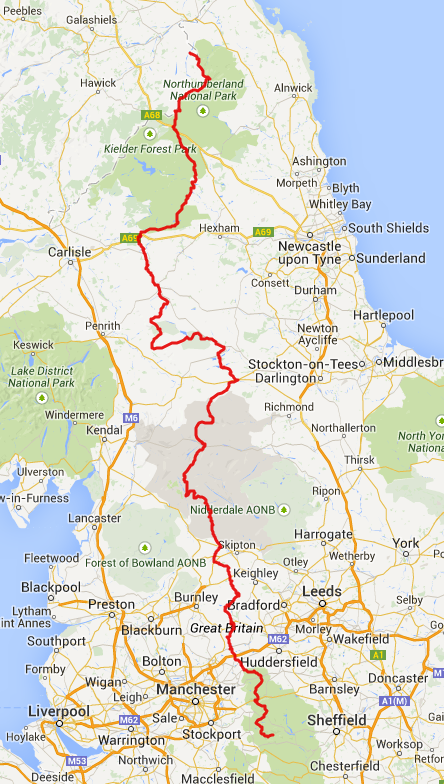 Peebles
Galashiels
Hawick
Northumberland
National Park
Alnwick
A68
Kielder Forest Park
Ashington
Morpeth
Blyth
Whitley Bay
A69
Hexham
A69
South Shields
Newcastle
upon Tyne
Carlisle
Sunderland
Consett
Durham
Hartlepool
Penrith
Newton
Aycliffe
Keswick
Stockton-on-Tees
Middlesbr
Lake District
National Park
Darlington
Richmond
Windermere
M6
Northallerton
Kendal
North Yor
Nationa
Thirsk
Ulverston
w-in-Furness
Ripon
Nidderdale AONB
Lancaster
Harrogate
York
Skipton
Forest of Bowland AONB
Fleetwood
Wetherby
Otley
Pocklin
Keighley
Blackpool
Leeds
Burnley
Bradford
Selby
Preston
Lytham
int Annes
Blackburn
Great Britain
Morley
M62
Wakefield
Southport
A1
Huddersfield
Bolton
Formby
Barnsley
Doncaster
Wigan
M1
Leigh
Manchester
A1(M)
Liverpool
Sale
M62
Sheffield
Hoylake
Warrington
Stockport
Worksop
Retfo
M53
Northwich
Chesterfield
Deeside
Macclesfield